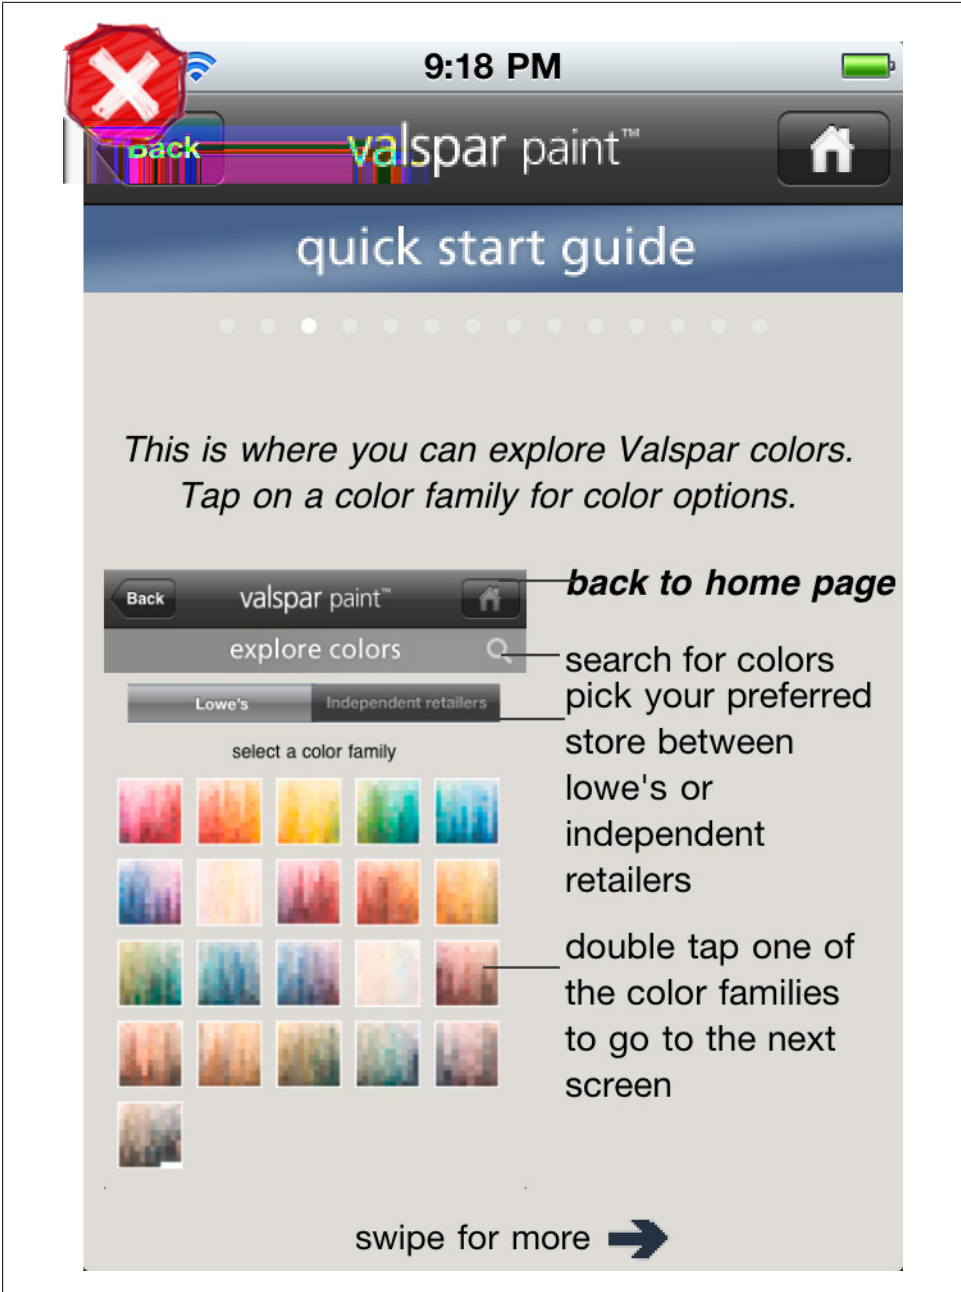 9:18 PM
Back
valspar paint™
quick start guide
This is where you can explore Valspar colors.
Tap on a color family for color options.
Back
valspar paint™
back to home page
explore colors
search for colors
Lowe's
Independent retailers
pick your preferred
store between
lowe's or
independent
retailers
select a color family
double tap one of
the color families
to go to the next
screen
swipe for more